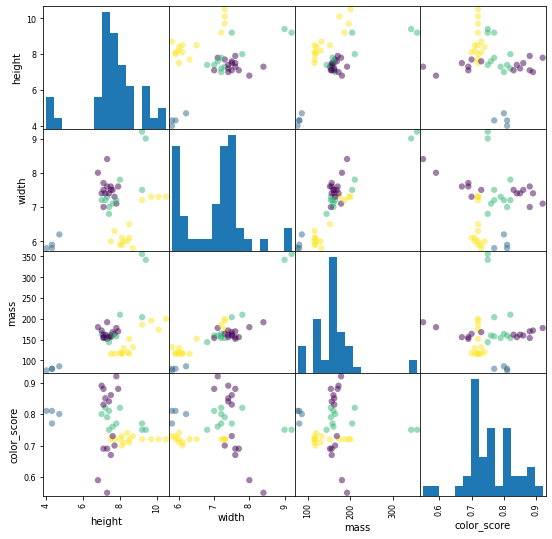 10
8
6
4
height
9
8
7
6
width
350
300
250
200
150
100
mass
0.9
0.8
0.7
0.6
color_score
4 6 8 10
6 7 8 9
100 200 300
0.6 0.7 0.8 0.9
height width mass color_score